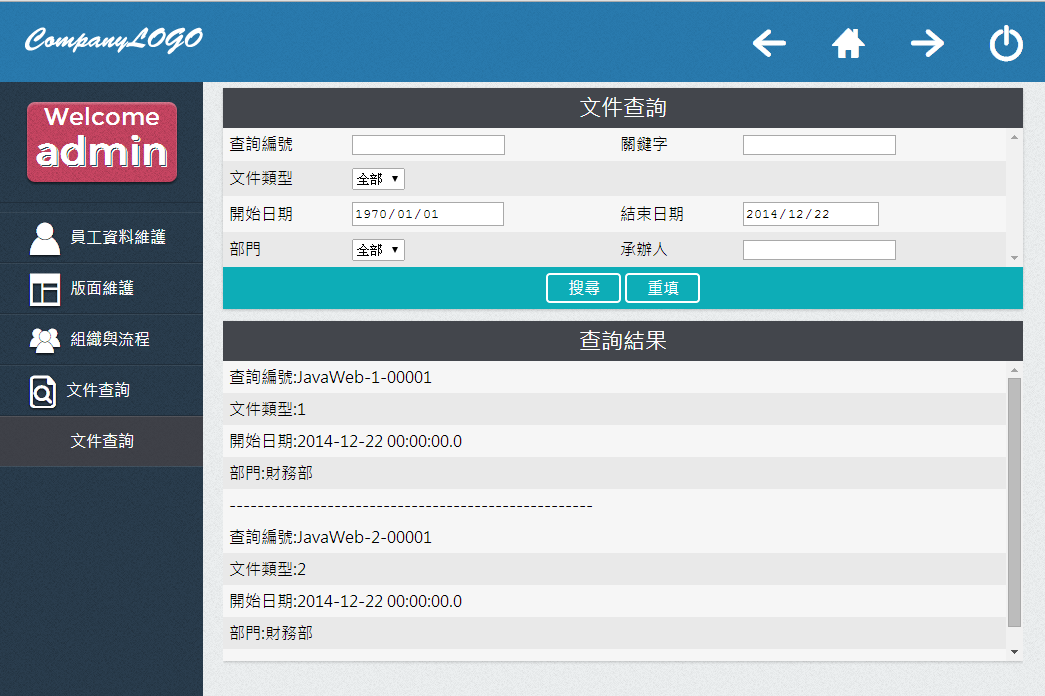 CompanyLOGO
Welcome
admin
員工資料維護
版面維護
組織與流程
文件查詢
文件查詢
文件查詢
查詢編號 關鍵字
文件類型 全部
開始日期 1970/01/01 結束日期 2014/12/22
部門 全部 承辦人
搜尋 重填
查詢結果
查詢編號:JavaWeb-1-00001
文件類型:1
開始日期:2014-12-22 00:00:00.0
部門:財務部
----------------------------------------------------
查詢編號:JavaWeb-2-00001
文件類型:2
開始日期:2014-12-22 00:00:00.0
部門:財務部